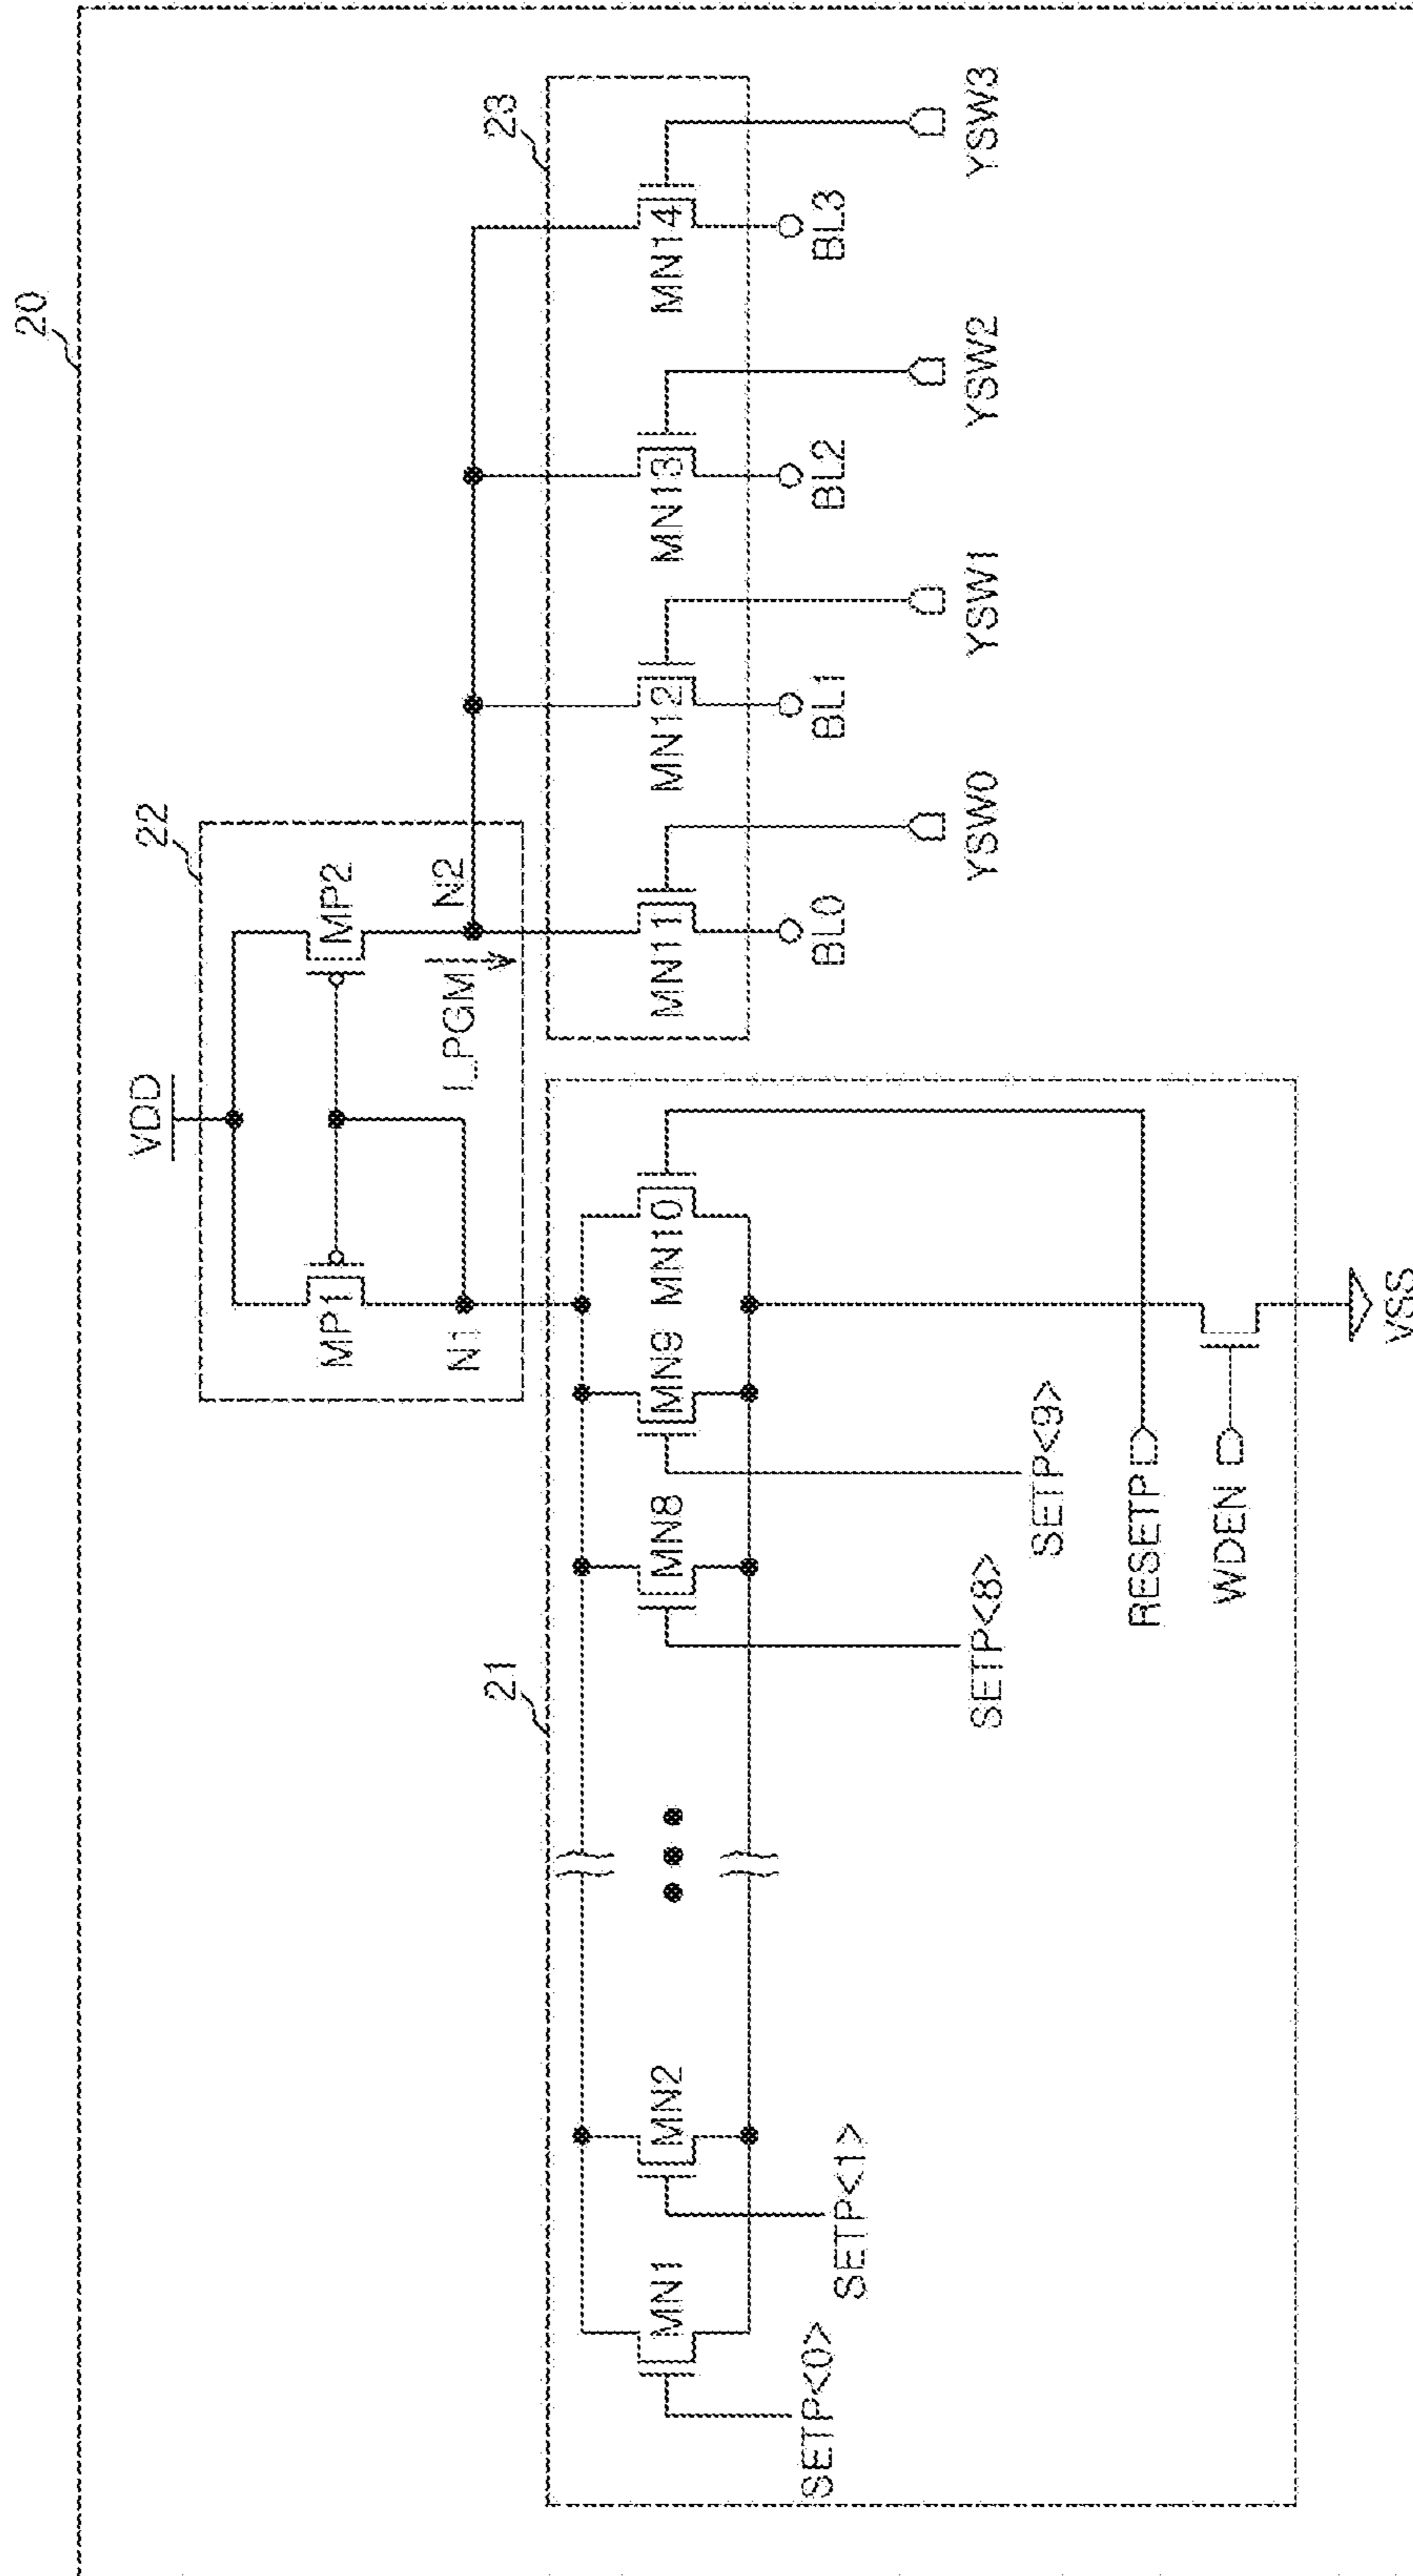 20
VDD
22
MP1
MP2
N1
N2
I_PGM
23
MN11
MN12
MN13
MN14
BL0
BL1
BL2
BL3
YSW0
YSW1
YSW2
YSW3
21
MN1
MN2
MN8
MN9
MN10
SETP<0>
SETP<1>
SETP<8>
SETP<9>
RESETP
WDEN
VSS